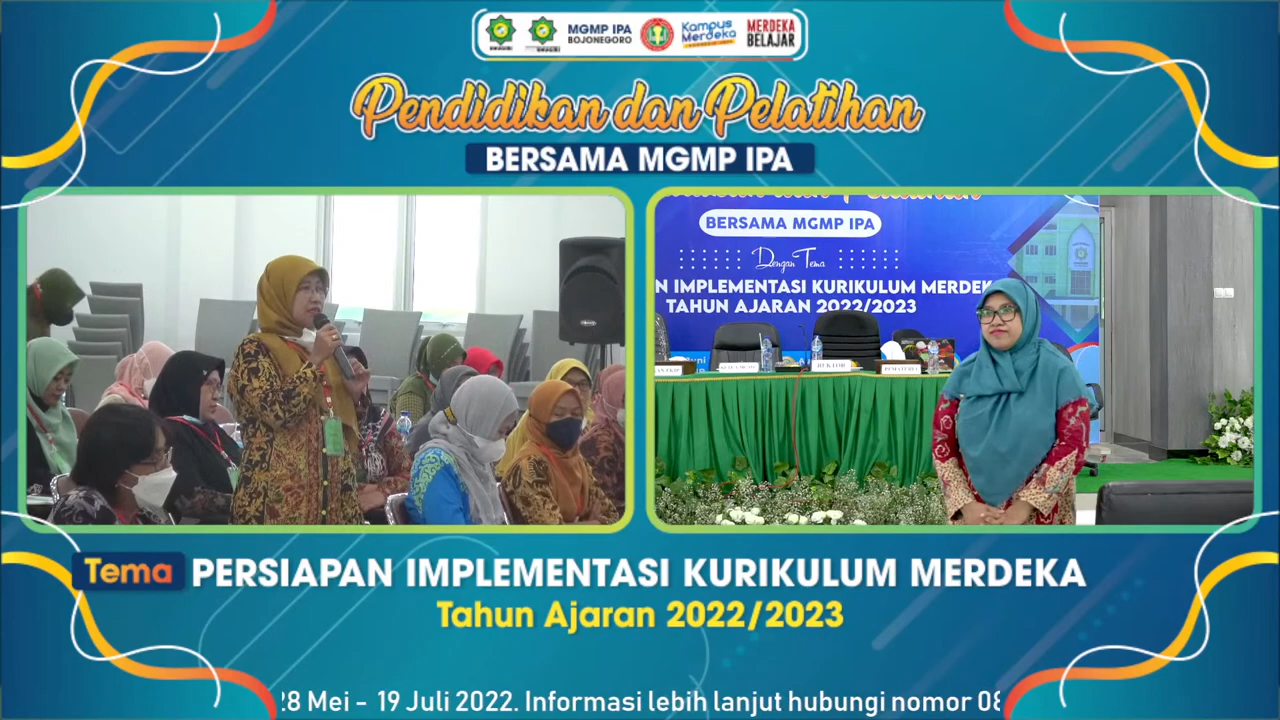 MGMP IPA
BOJONEGORO
Kampus
Merdeka
MERDEKA
BELAJAR
Pendidikan dan Pelatihan
BERSAMA MGMP IPA
BERSAMA MGMP IPA
Dengan Tema
N IMPLEMENTASI KURIKULUM MERDEK
TAHUN AJARAN 2022/2023
REKTOR
PEMATERI
Tema PERSIAPAN IMPLEMENTASI KURIKULUM MERDEKA
Tahun Ajaran 2022/2023
28 Mei - 19 Juli 2022. Informasi lebih lanjut hubungi nomor 08